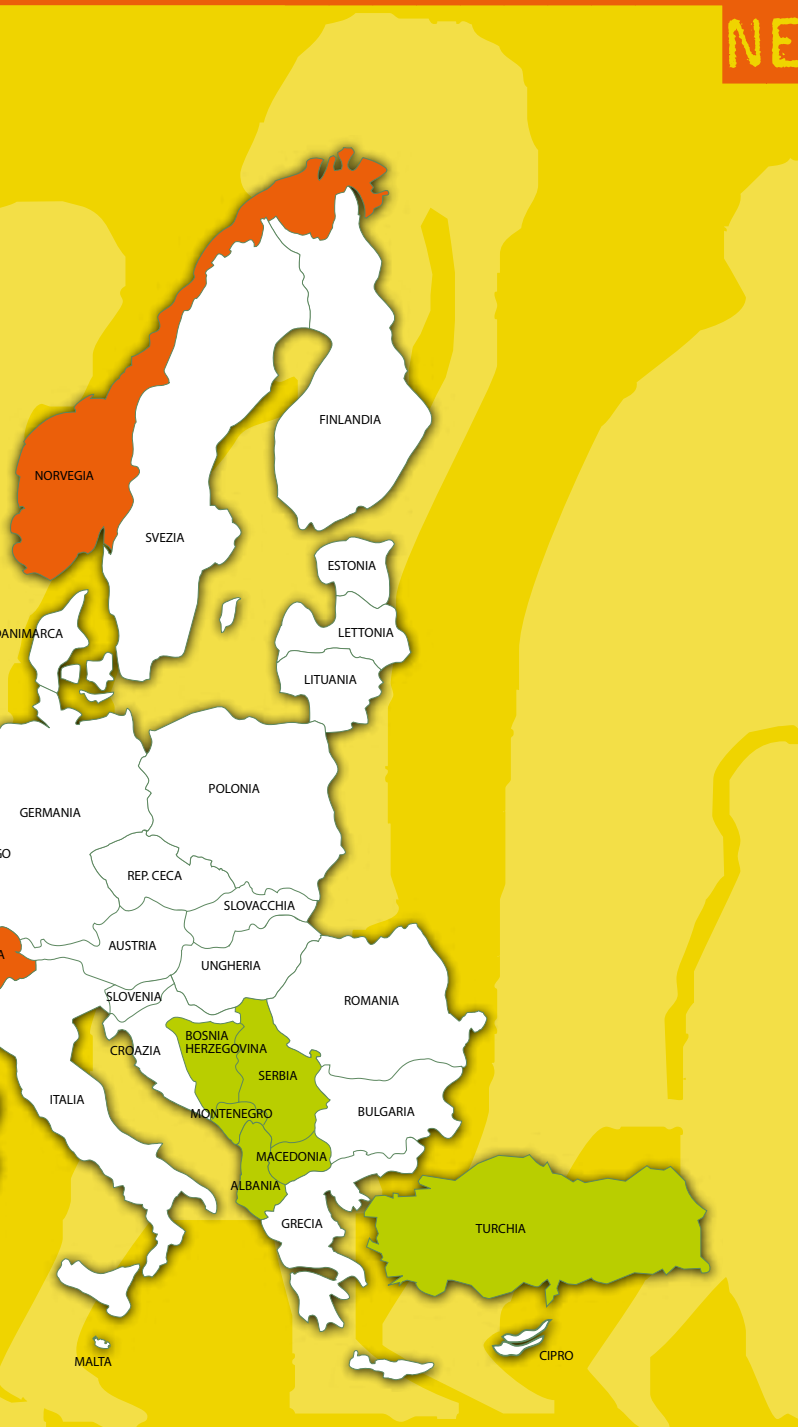 NE
NORVEGIA
FINLANDIA
SVEZIA
ESTONIA
DANIMARCA
LETTONIA
LITUANIA
POLONIA
GERMANIA
GO
REP. CECA
SLOVACCHIA
AUSTRIA
A
UNGHERIA
SLOVENIA
ROMANIA
BOSNIA
HERZEGOVINA
CROAZIA
SERBIA
ITALIA
MONTENEGRO
BULGARIA
MACEDONIA
ALBANIA
GRECIA
TURCHIA
MALTA
CIPRO